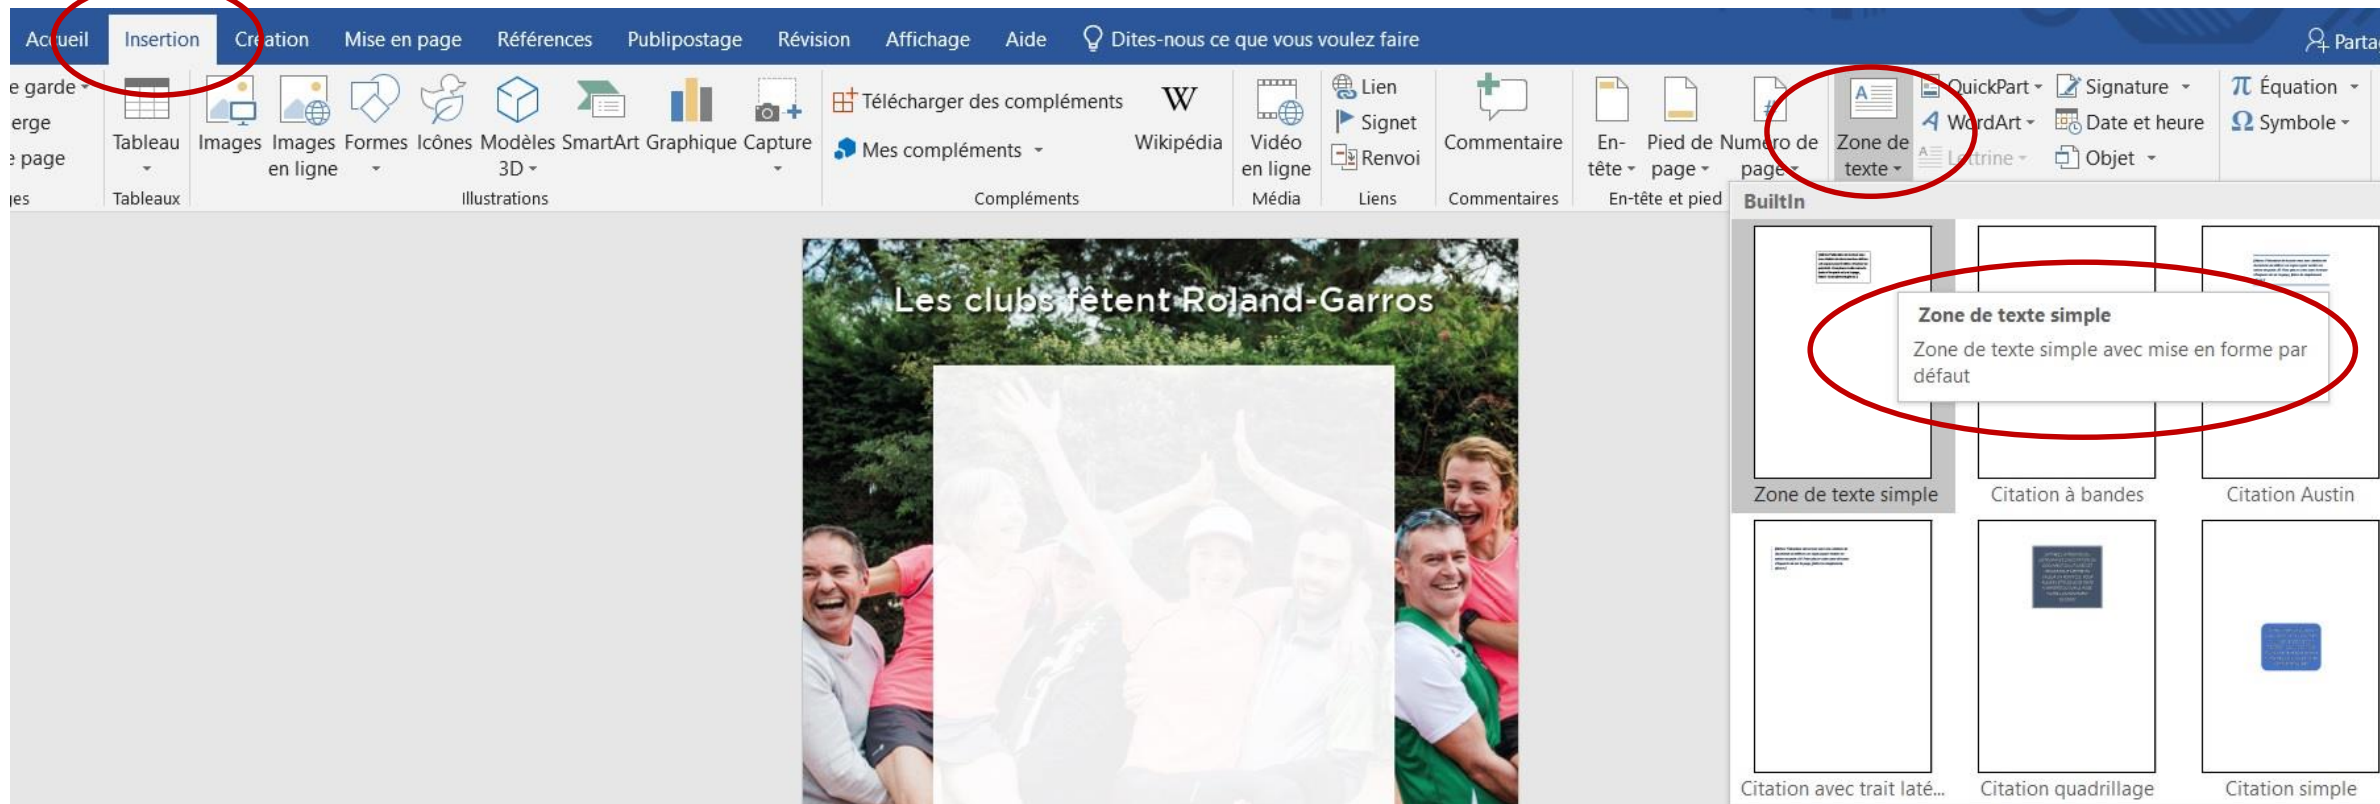 Accueil Insertion Création Mise en page Références Publipostage Révision Affichage Aide Dites-nous ce que vous voulez faire Parta
e garde
erge
e page
ges
Tableau
Tableaux
Images Images en ligne Formes Icônes Modèles 3D SmartArt Graphique Capture
Illustrations
Télécharger des compléments
Mes compléments
W
Wikipédia
Compléments
Vidéo
en ligne
Média
Lien
Signet
Renvoi
Liens
Commentaire
Commentaires
En-
tête
Pied de
page
#
Numéro de
page
En-tête et pied
A
Zone de
texte
QuickPart
WordArt
Lettrine
Signature
Date et heure
Objet
π Équation
Ω Symbole
BuiltIn
Zone de texte simple
Zone de texte simple avec mise en forme par
défaut
Zone de texte simple Citation à bandes Citation Austin
Citation avec trait laté... Citation quadrillage Citation simple
Les clubs fêtent Roland-Garros